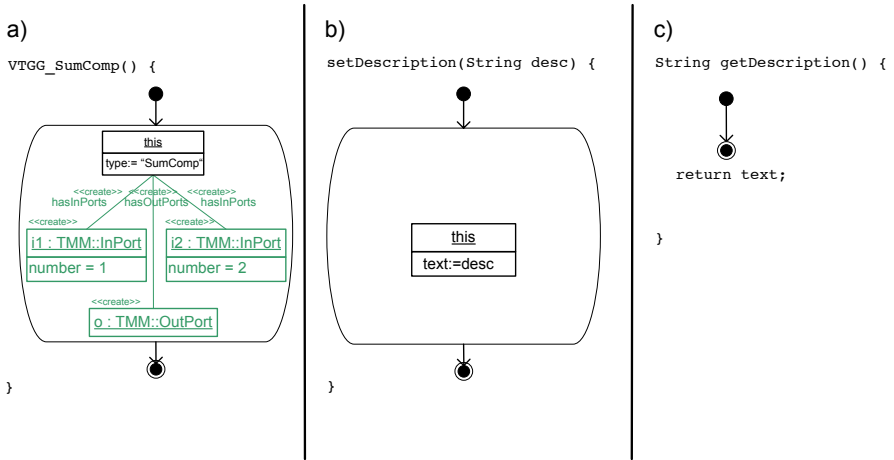 a)
VTGG_SumComp() {
this
type:= “SumComp“
<<create>>
hasInPorts
<<create>>
hasOutPorts
<<create>>
hasInPorts
<<create>>
i1 : TMM::InPort
number = 1
<<create>>
i2 : TMM::InPort
number = 2
<<create>>
o : TMM::OutPort
}
b)
setDescription(String desc) {
this
text:=desc
}
c)
String getDescription() {
return text;
}